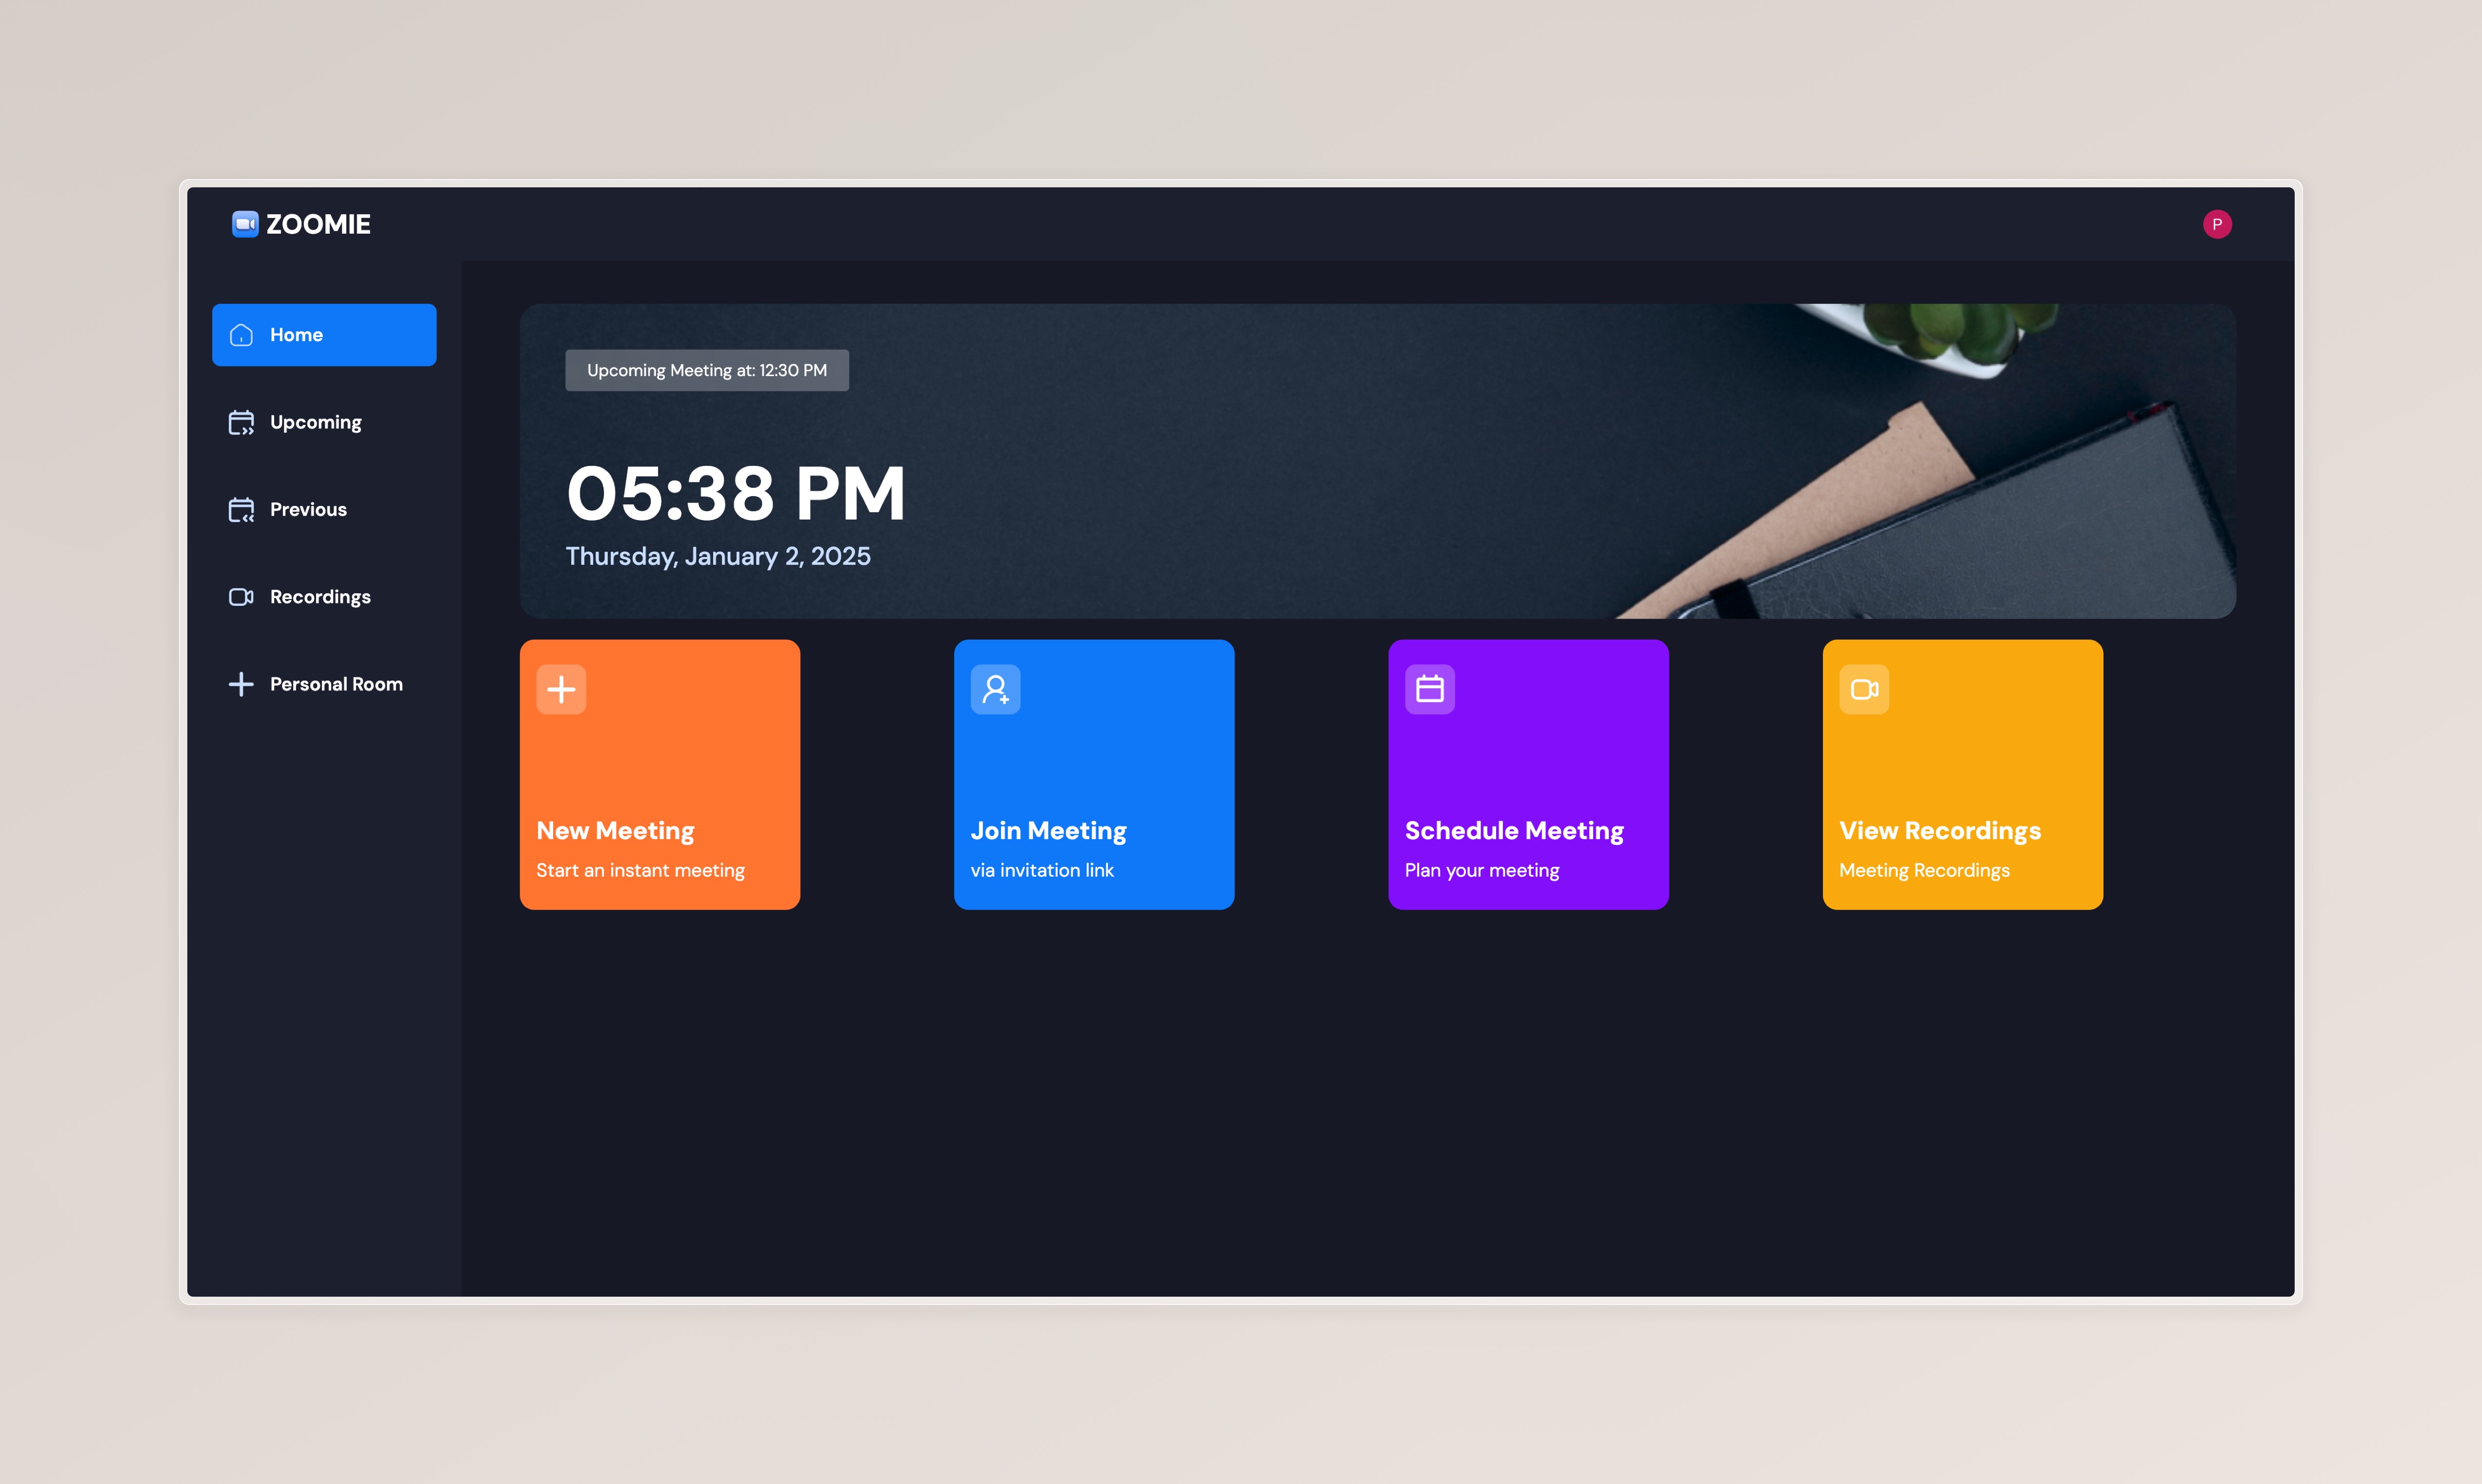 ZOOMIE
P
Home
Upcoming
Previous
Recordings
Personal Room
Upcoming Meeting at: 12:30 PM
05:38 PM
Thursday, January 2, 2025
New Meeting
Start an instant meeting
Join Meeting
via invitation link
Schedule Meeting
Plan your meeting
View Recordings
Meeting Recordings